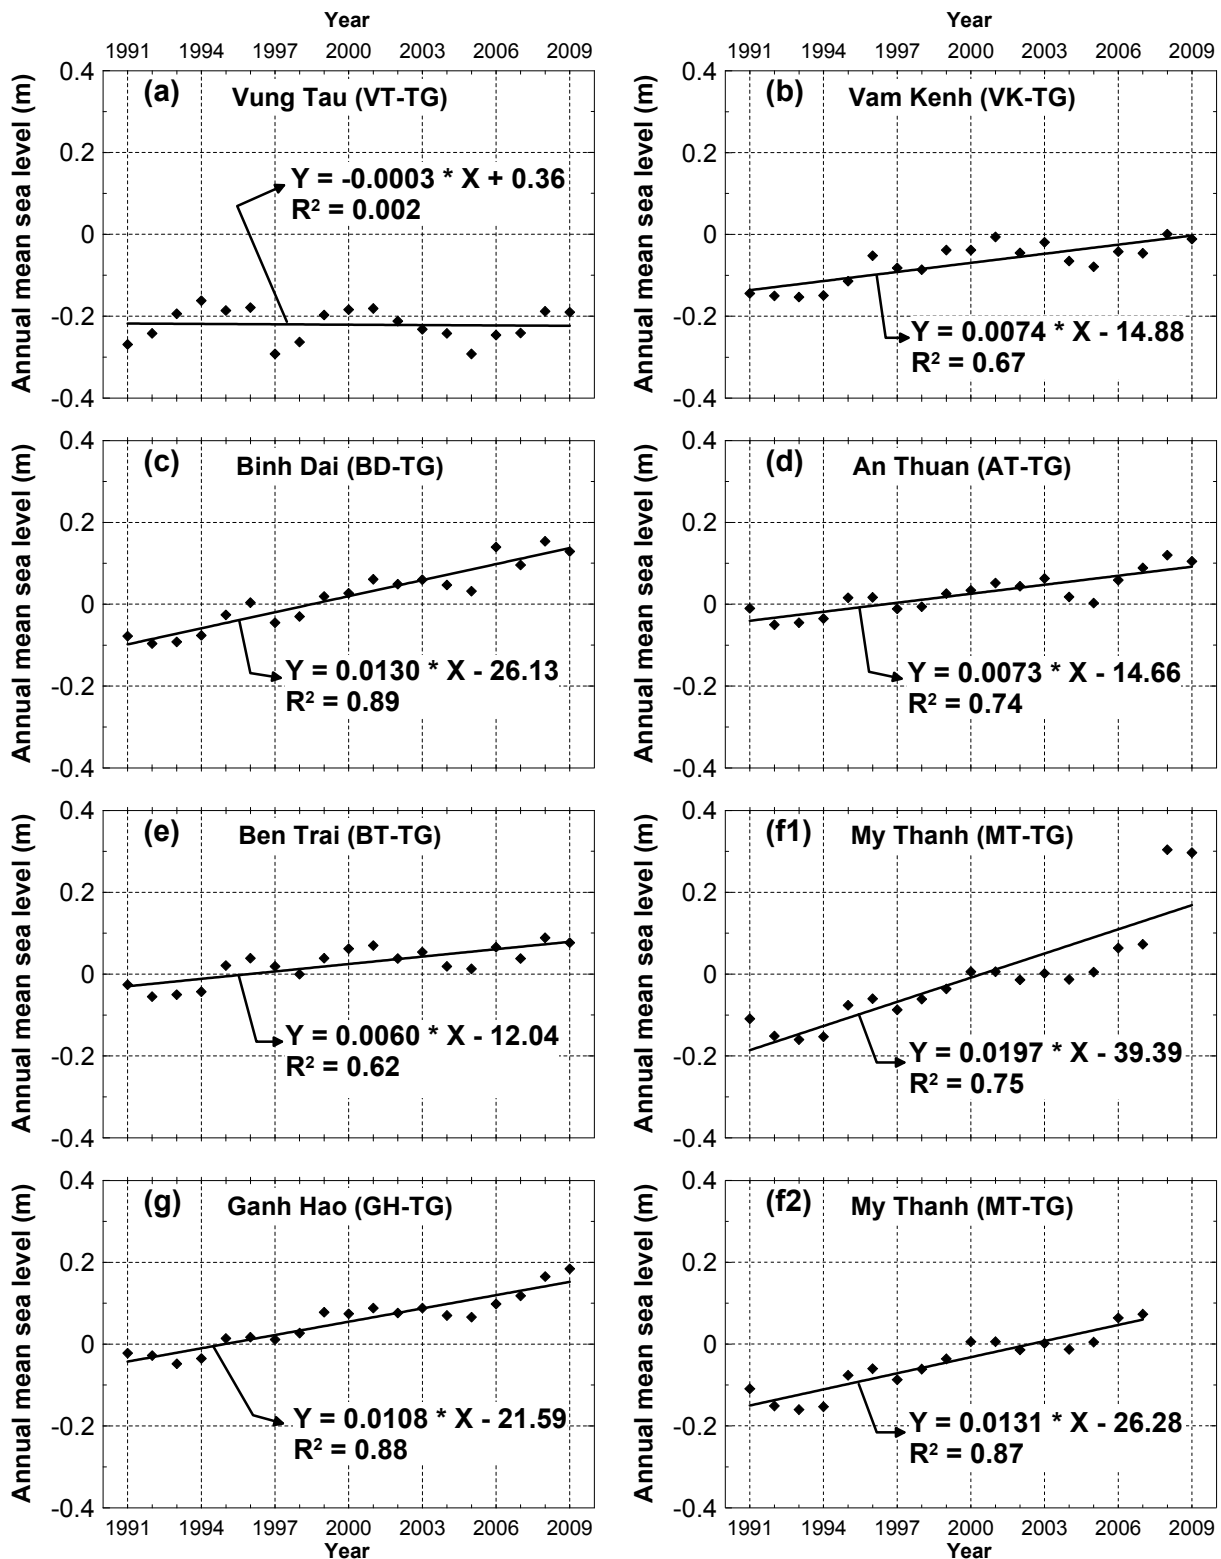 Year
1991 1994 1997 2000 2003 2006 2009
Annual mean sea level (m)
0.4
0.2
0
-0.2
-0.4
(a) Vung Tau (VT-TG)
Y = -0.0003 * X + 0.36
R² = 0.002
Year
1991 1994 1997 2000 2003 2006 2009
Annual mean sea level (m)
0.4
0.2
0
-0.2
-0.4
(b) Vam Kenh (VK-TG)
Y = 0.0074 * X - 14.88
R² = 0.67
Annual mean sea level (m)
0.4
0.2
0
-0.2
-0.4
(c) Binh Dai (BD-TG)
Y = 0.0130 * X - 26.13
R² = 0.89
Annual mean sea level (m)
0.4
0.2
0
-0.2
-0.4
(d) An Thuan (AT-TG)
Y = 0.0073 * X - 14.66
R² = 0.74
Annual mean sea level (m)
0.4
0.2
0
-0.2
-0.4
(e) Ben Trai (BT-TG)
Y = 0.0060 * X - 12.04
R² = 0.62
Annual mean sea level (m)
0.4
0.2
0
-0.2
-0.4
(f1) My Thanh (MT-TG)
Y = 0.0197 * X - 39.39
R² = 0.75
Annual mean sea level (m)
0.4
0.2
0
-0.2
-0.4
(g) Ganh Hao (GH-TG)
Y = 0.0108 * X - 21.59
R² = 0.88
1991 1994 1997 2000 2003 2006 2009
Year
Annual mean sea level (m)
0.4
0.2
0
-0.2
-0.4
(f2) My Thanh (MT-TG)
Y = 0.0131 * X - 26.28
R² = 0.87
1991 1994 1997 2000 2003 2006 2009
Year